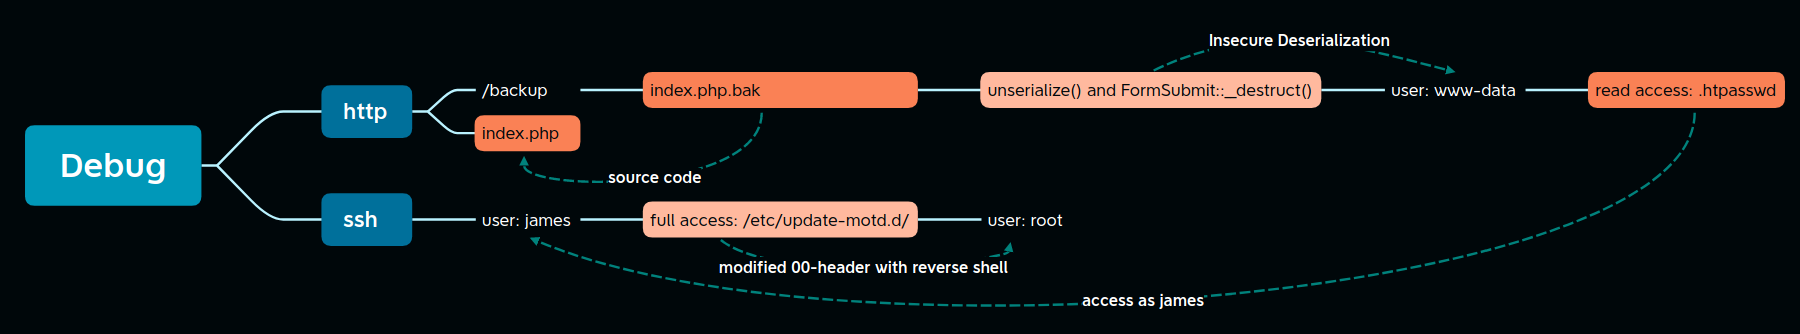 Insecure Deserialization
/backup
index.php.bak
unserialize() and FormSubmit::__destruct()
user: www-data
read access: .htpasswd
http
index.php
Debug
source code
ssh
user: james
full access: /etc/update-motd.d/
user: root
modified 00-header with reverse shell
access as james